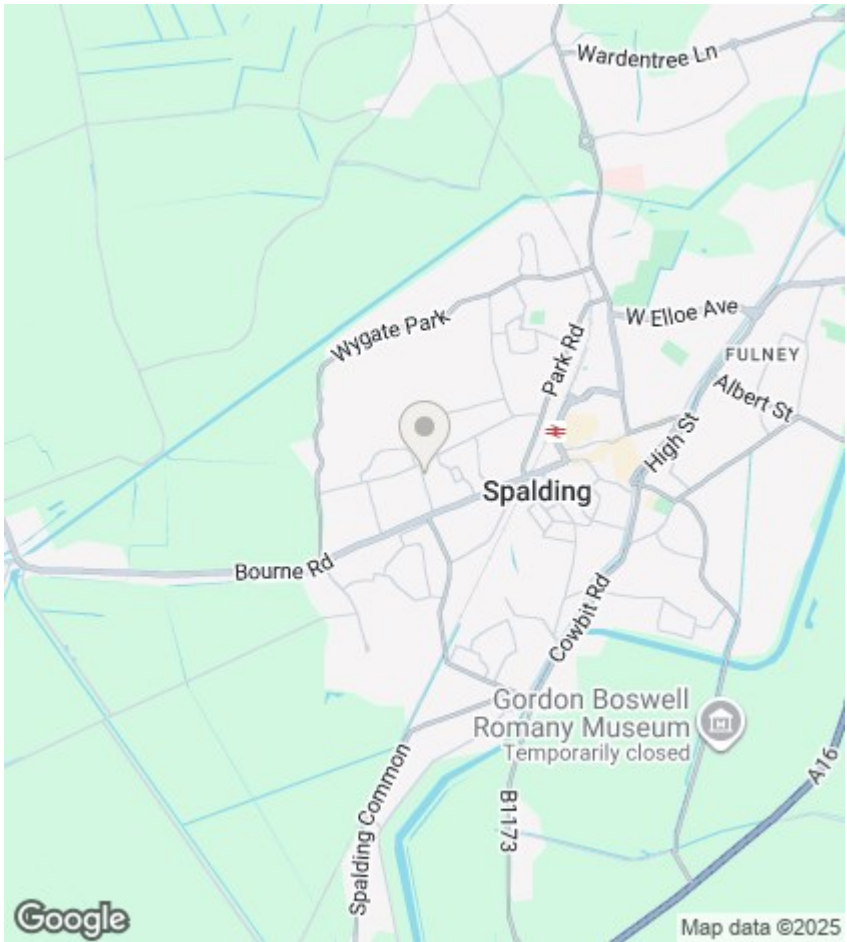 Wardentree Ln
W Elloe Ave
Wygate Park
Park Rd
FULNEY
Albert St
High St
Spalding
Bourne Rd
Cowbit Rd
Gordon Boswell
Romany Museum
Temporarily closed
A16
Spalding Common
B1173
Google
Map data ©2025